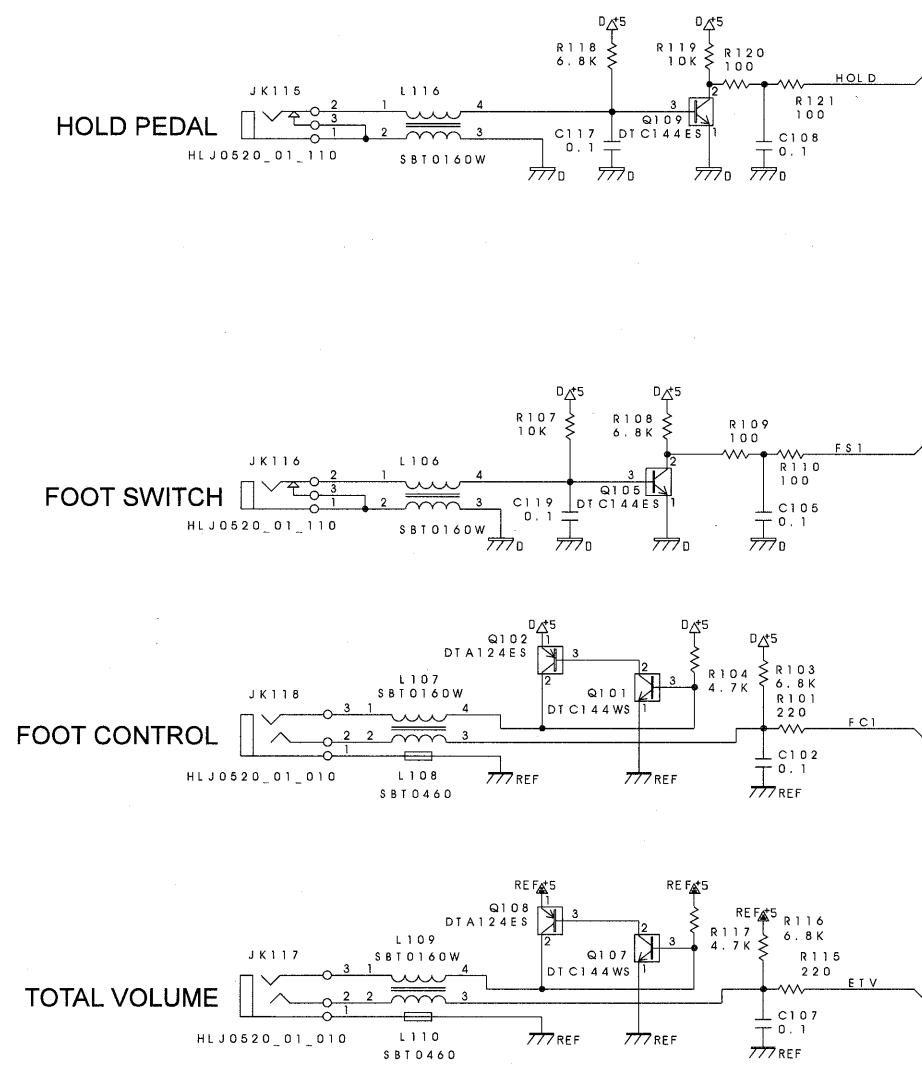 D +5
D +5
R118
6.8K
R119
10K
R120
100
HOLD
JK115
L116
2
1
4
3
2
3
1
2
3
1
Q109
DTC144ES
R121
100
HOLD PEDAL
C117
0.1
C108
0.1
HLJ0520_01_110
SBT0160W
D
D
D
D
D +5
D +5
R107
10K
R108
6.8K
R109
100
FS1
JK116
L106
2
1
4
3
2
3
1
2
3
1
Q105
DTC144ES
R110
100
FOOT SWITCH
C119
0.1
C105
0.1
HLJ0520_01_110
SBT0160W
D
D
D
D
D +5
D +5
D +5
Q102
DTA124ES
1
3
2
2
R104
4.7K
R103
6.8K
L107
SBT0160W
Q101
DTC144WS
3
1
R101
220
JK118
3
1
4
FC1
FOOT CONTROL
2
2
3
1
C102
0.1
HLJ0520_01_010
L108
SBT0460
REF
REF
REF
REF +5
REF +5
REF +5
Q108
DTA124ES
1
3
2
2
R117
4.7K
R116
6.8K
L109
SBT0160W
Q107
DTC144WS
3
1
R115
220
JK117
3
1
4
ETV
TOTAL VOLUME
2
2
3
1
C107
0.1
HLJ0520_01_010
L110
SBT0460
REF
REF
REF